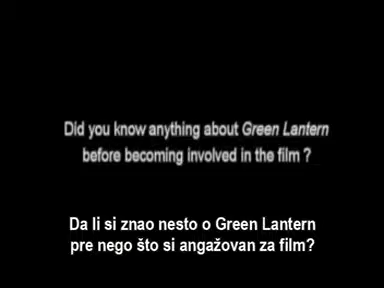 Did you know anything about Green Lantern
before becoming involved in the film ?
Da li si znao nesto o Green Lantern
pre nego što si angažovan za film?